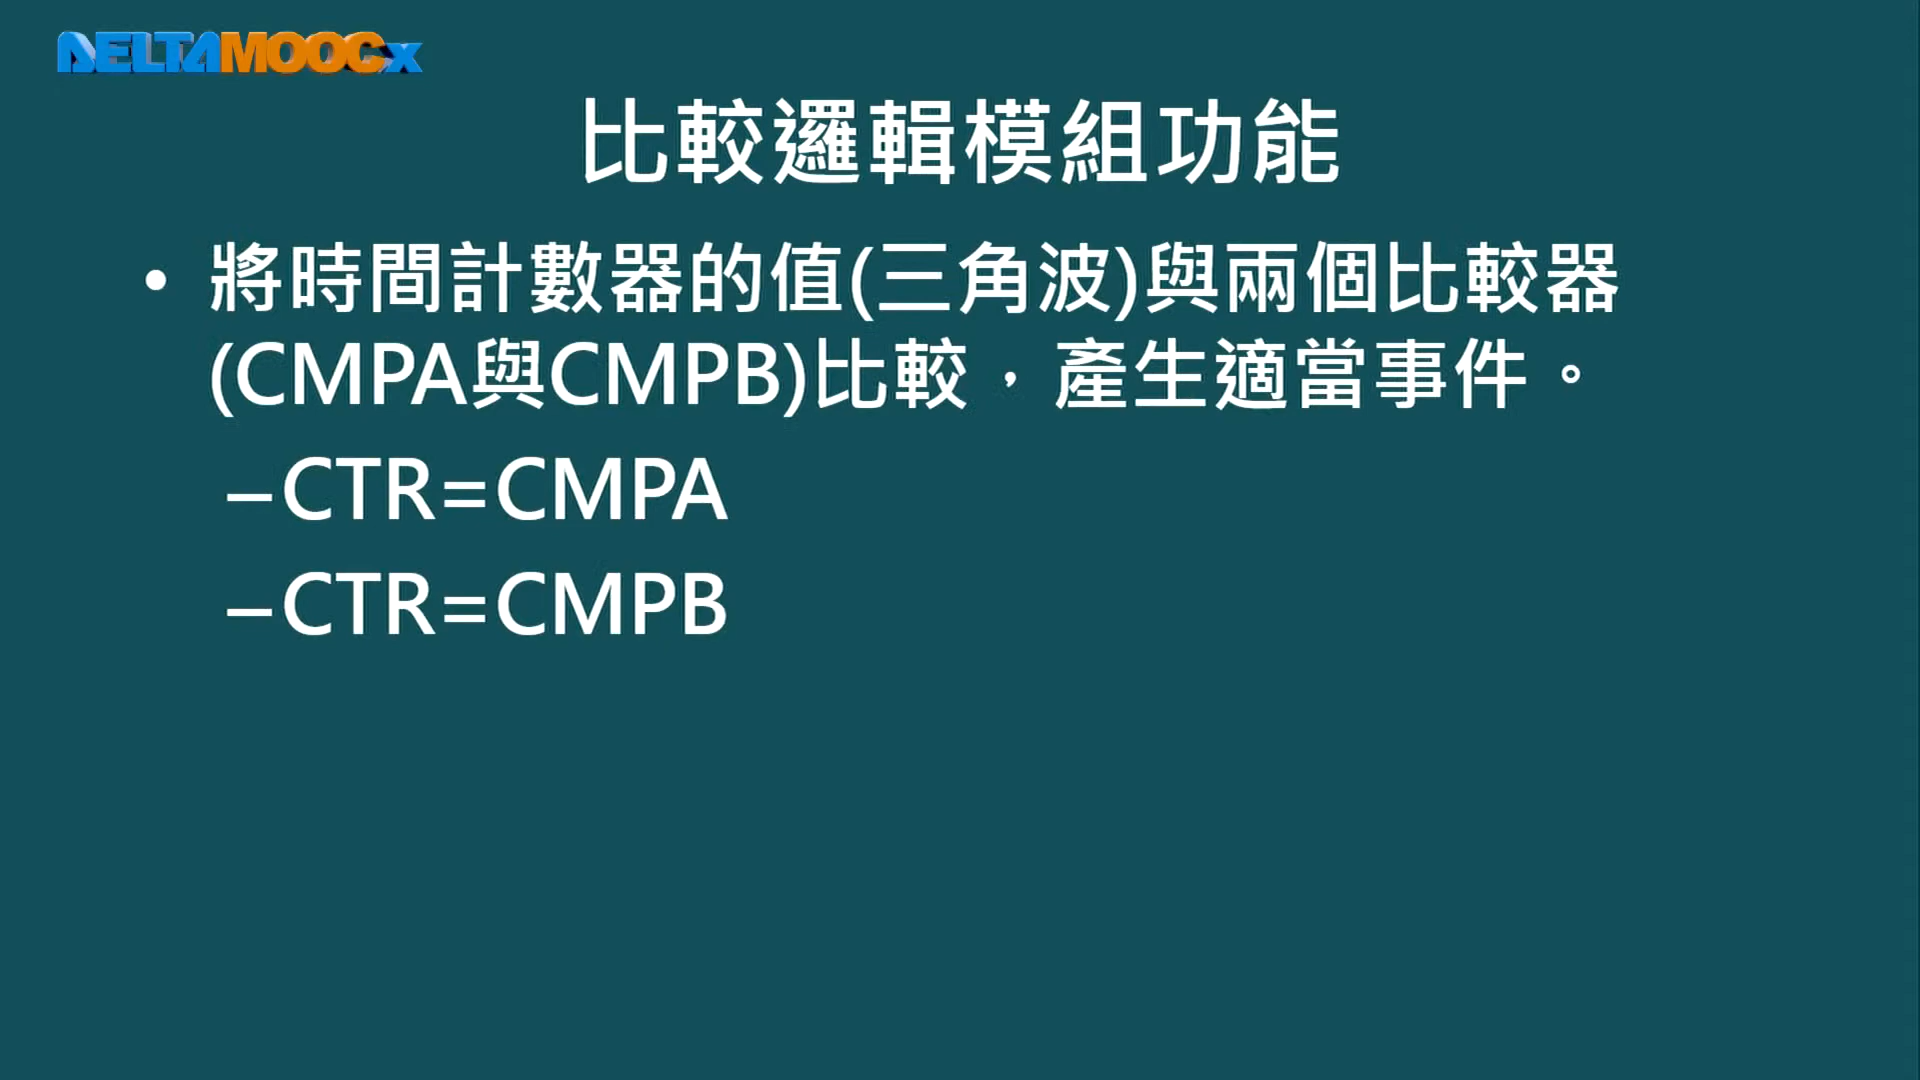 DELTAMOOCx
比較邏輯模組功能
• 將時間計數器的值(三角波)與兩個比較器
(CMPA與CMPB)比較，產生適當事件。
–CTR=CMPA
–CTR=CMPB